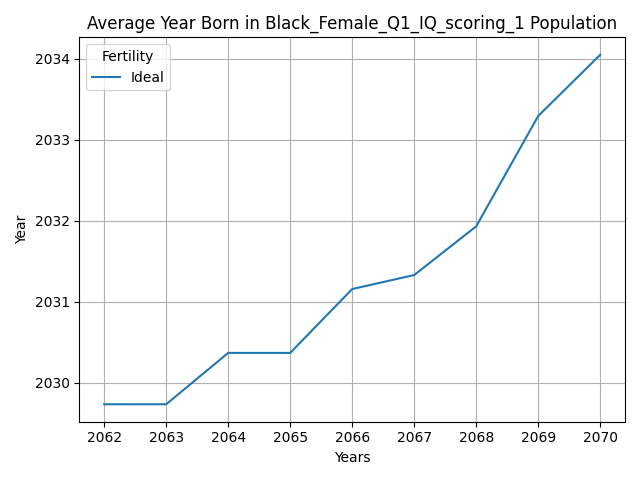 Average Year Born in Black_Female_Q1_IQ_scoring_1 Population
Fertility
Ideal
2034
2033
2032
2031
2030
Year
2062 2063 2064 2065 2066 2067 2068 2069 2070
Years